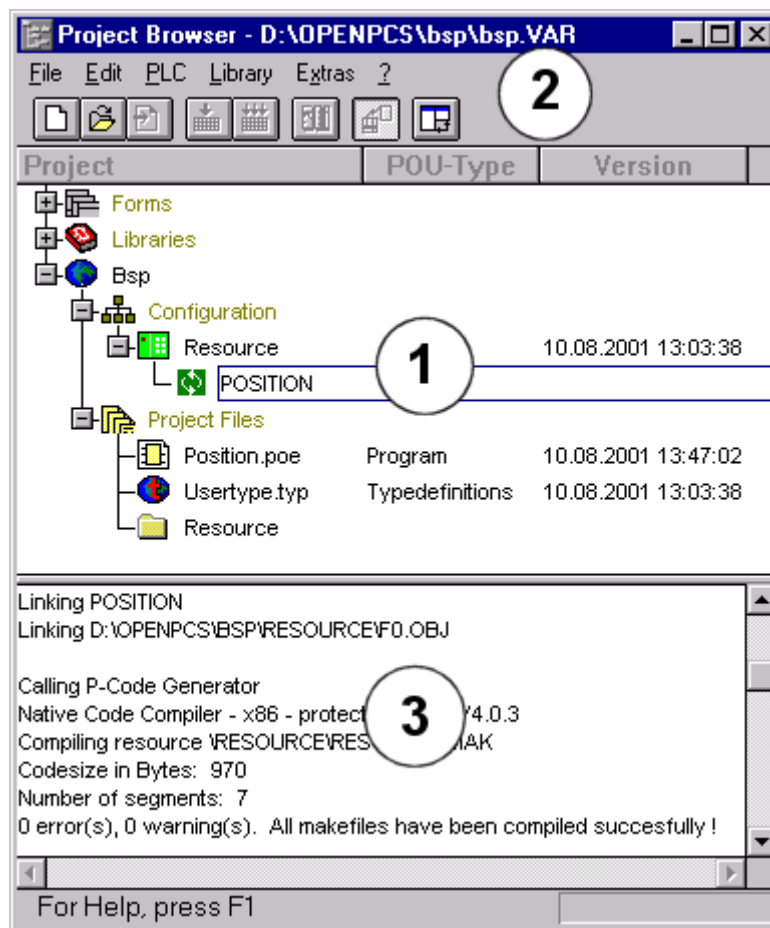 Project Browser - D:\OPENPCS\bsp\bsp.VAR
File Edit PLC Library Extras ?
2
Project POU-Type Version
Forms
Libraries
Bsp
Configuration
Resource 10.08.2001 13:03:38
1
POSITION
Project Files
Position.poe Program 10.08.2001 13:47:02
Usertype.typ Typedefinitions 10.08.2001 13:03:38
Resource
Linking POSITION
Linking D:\OPENPCS\BSP\RESOURCE\F0.OBJ
Calling P-Code Generator
Native Code Compiler - x86 - 4.0.3
3
Compiling resource \RESOURCE\
Codesize in Bytes: 970
Number of segments: 7
0 error(s), 0 warning(s). All makefiles have been compiled succesfully !
For Help, press F1